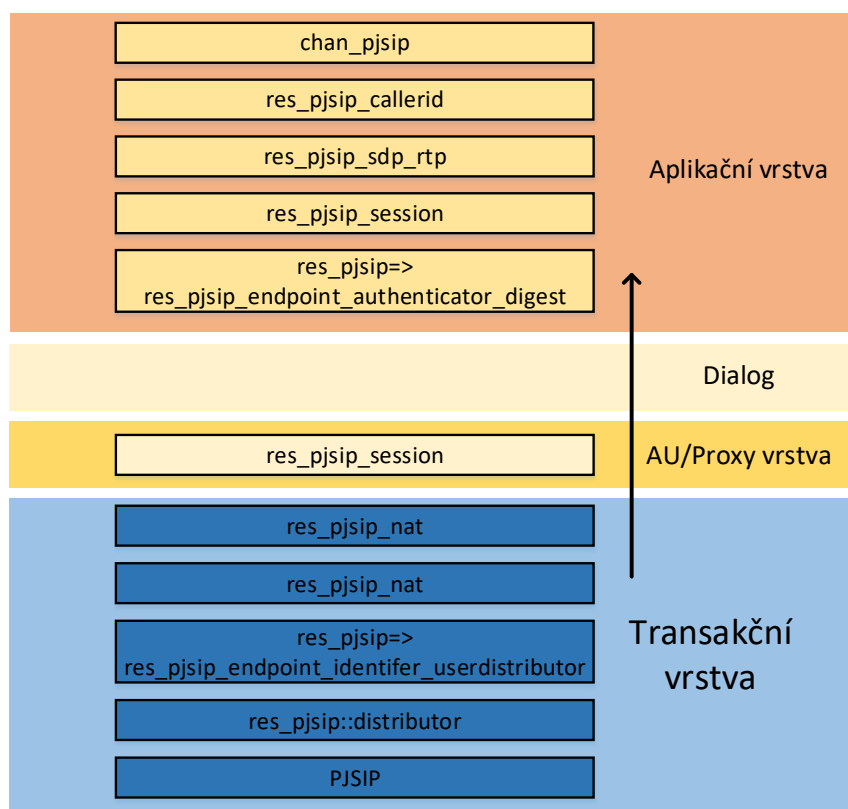 chan_pjsip
res_pjsip_callerid
res_pjsip_sdp_rtp
Aplikační vrstva
res_pjsip_session
res_pjsip=>
res_pjsip_endpoint_authenticator_digest
Dialog
res_pjsip_session
AU/Proxy vrstva
res_pjsip_nat
res_pjsip_nat
res_pjsip=>
res_pjsip_endpoint_identifer_userdistributor
Transakční
vrstva
res_pjsip::distributor
PJSIP